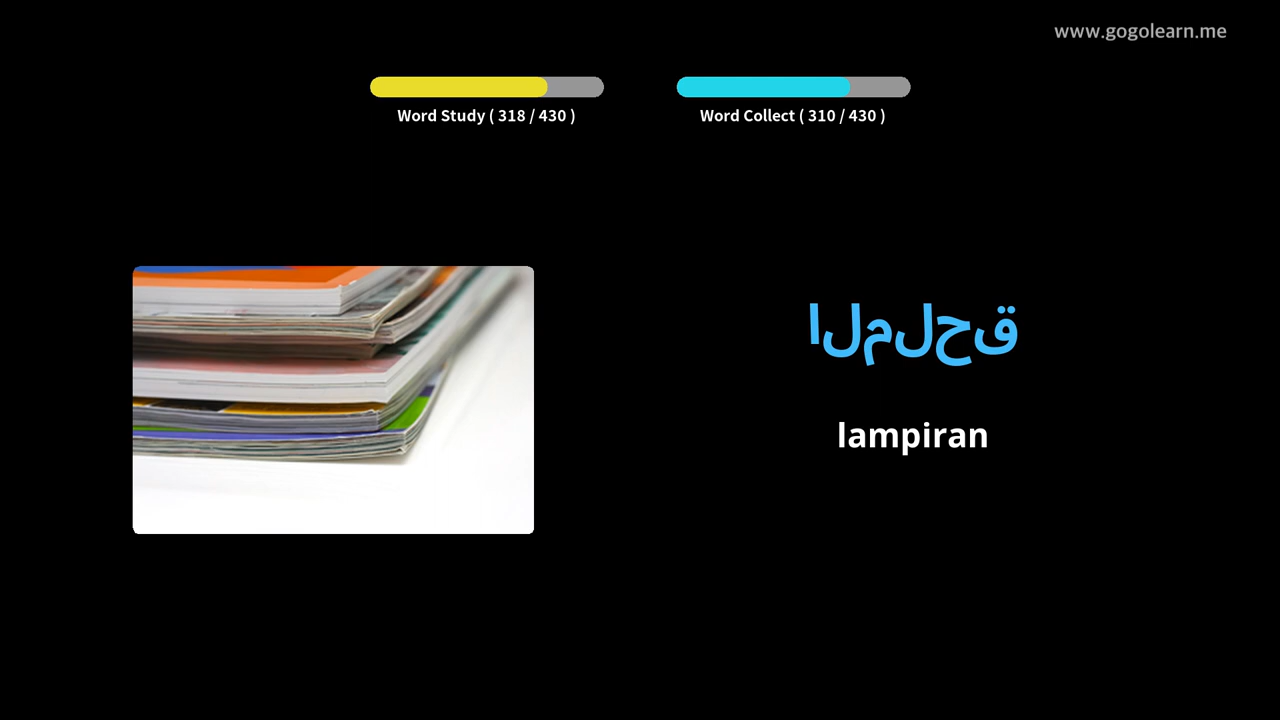 www.gogolearn.me
Word Study ( 318 / 430 )
Word Collect ( 310 / 430 )
الملحق
lampiran